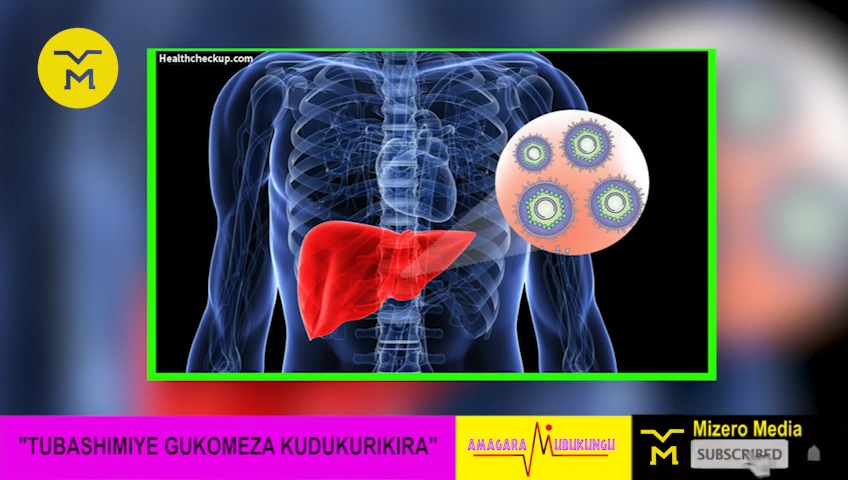 Healthcheckup.com
"TUBASHIMIYE GUKOMEZA KUDUKURIKIRA"
AMAGARA MUBUKUNGU
Mizero Media
SUBSCRIBED